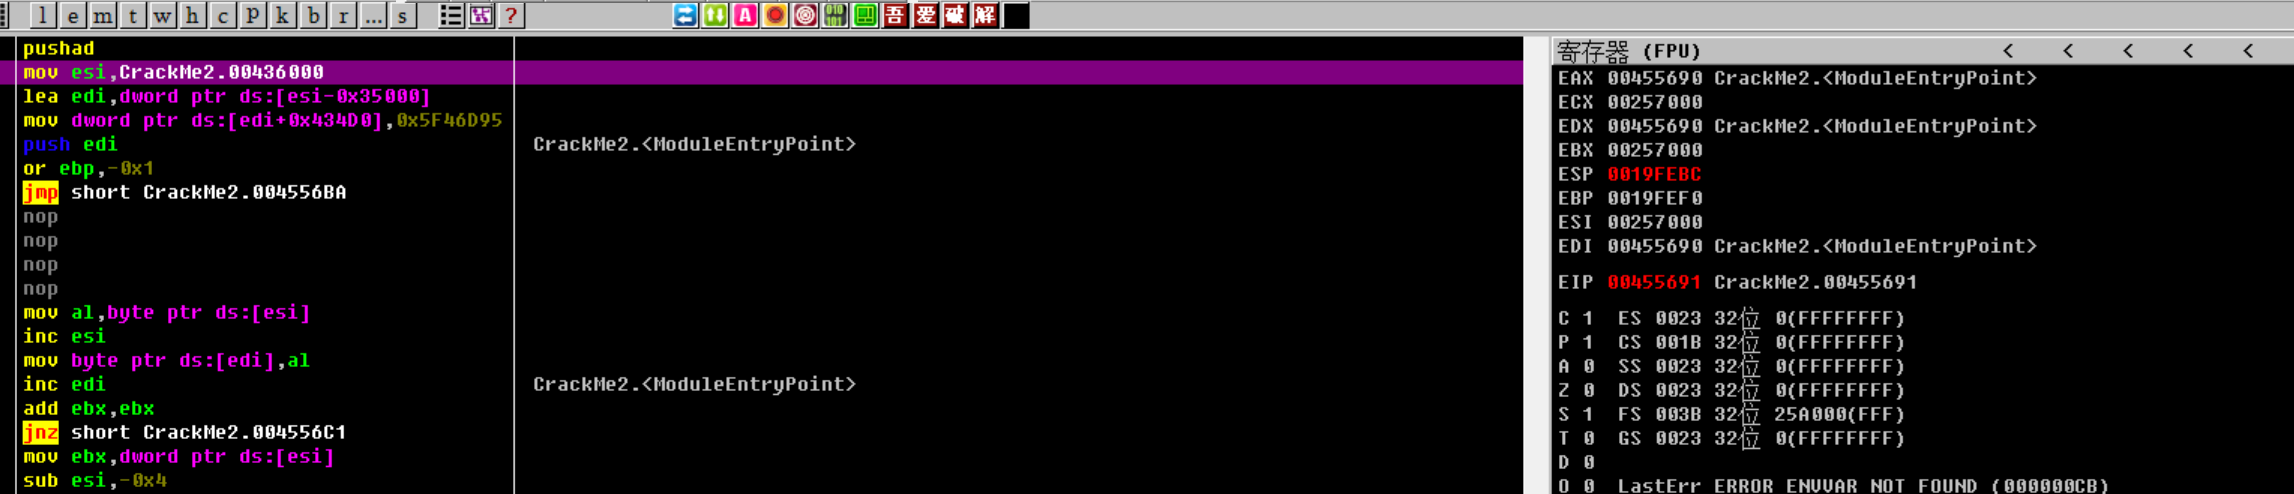 l e m t w h c p k b r ... s ? A 010 101 吾 爱 破 解
pushad
mov esi,CrackMe2.00436000
lea edi,dword ptr ds:[esi-0x35000]
mov dword ptr ds:[edi+0x434D0],0x5F46D95
push edi CrackMe2.<ModuleEntryPoint>
or ebp,-0x1
jmp short CrackMe2.004556BA
nop
nop
nop
nop
mov al,byte ptr ds:[esi]
inc esi
mov byte ptr ds:[edi],al
inc edi CrackMe2.<ModuleEntryPoint>
add ebx,ebx
jnz short CrackMe2.004556C1
mov ebx,dword ptr ds:[esi]
sub esi,-0x4
寄存器 (FPU) < < < < <
EAX 00455690 CrackMe2.<ModuleEntryPoint>
ECX 00257000
EDX 00455690 CrackMe2.<ModuleEntryPoint>
EBX 00257000
ESP 0019FEBC
EBP 0019FEF0
ESI 00257000
EDI 00455690 CrackMe2.<ModuleEntryPoint>
EIP 00455691 CrackMe2.00455691
C 1 ES 0023 32位 0(FFFFFFFF)
P 1 CS 001B 32位 0(FFFFFFFF)
A 0 SS 0023 32位 0(FFFFFFFF)
Z 0 DS 0023 32位 0(FFFFFFFF)
S 1 FS 003B 32位 25A000(FFF)
T 0 GS 0023 32位 0(FFFFFFFF)
D 0
O 0 LastErr ERROR_ENVVAR_NOT_FOUND (000000CB)